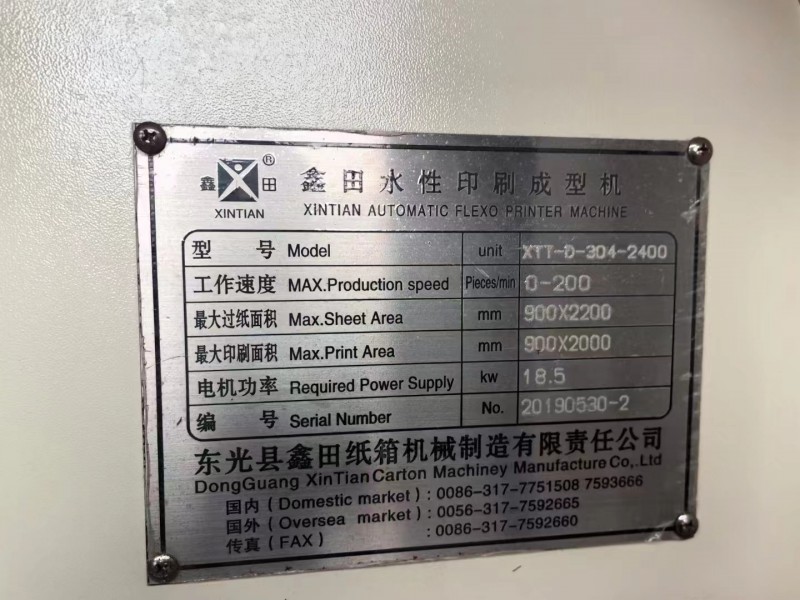 鑫 ® 田 鑫田水性印刷成型机
XINTIAN XINTIAN AUTOMATIC FLEXO PRINTER MACHINE
型 号 Model unit XTT-D-304-2400
工作速度 MAX.Production speed Pieces/min 0-200
最大过纸面积 Max.Sheet Area mm 900X2200
最大印刷面积 Max.Print Area mm 900X2000
电机功率 Required Power Supply kw 18.5
编 号 Serial Number No. 20190530-2
东光县鑫田纸箱机械制造有限责任公司
DongGuang XinTian Carton Machiney Manufacture Co,.Ltd
国内(Domestic market):0086-317-7751508 7593666
国外(Oversea market):0056-317-7592665
传真(FAX) :0086-317-7592660